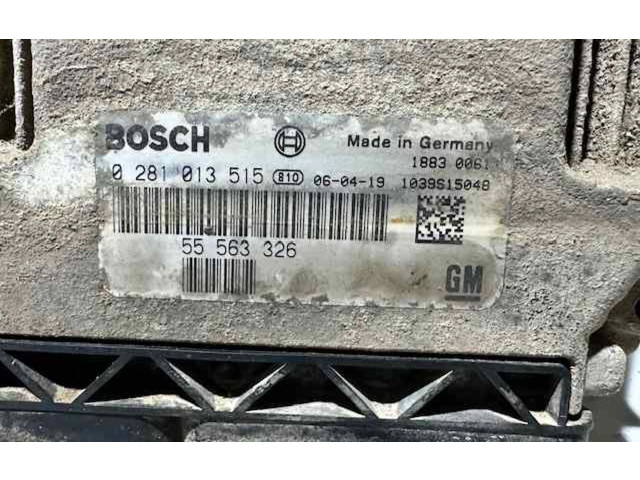 BOSCH Made in Germany
1883 0061
0 281 013 515 B10 06-04-19 1039S15048
55 563 326
GM